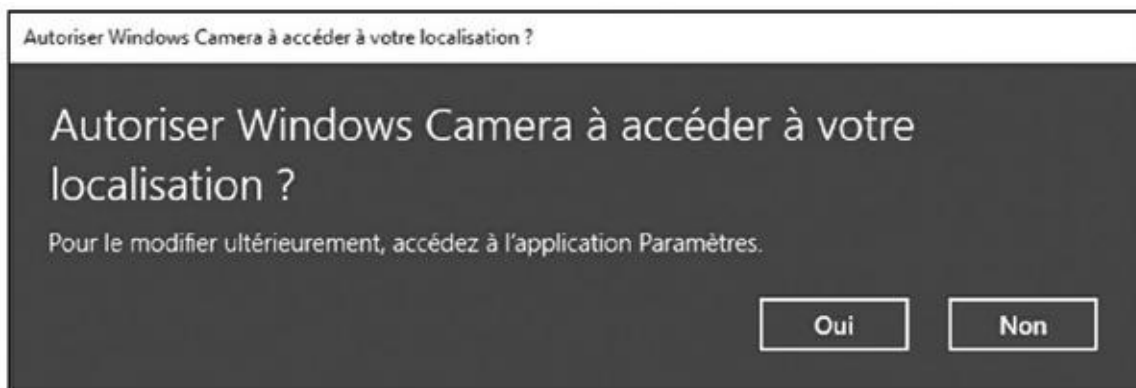 Autoriser Windows Camera à accéder à votre localisation ?
Autoriser Windows Camera à accéder à votre
localisation ?
Pour le modifier ultérieurement, accédez à l'application Paramètres.
Oui Non